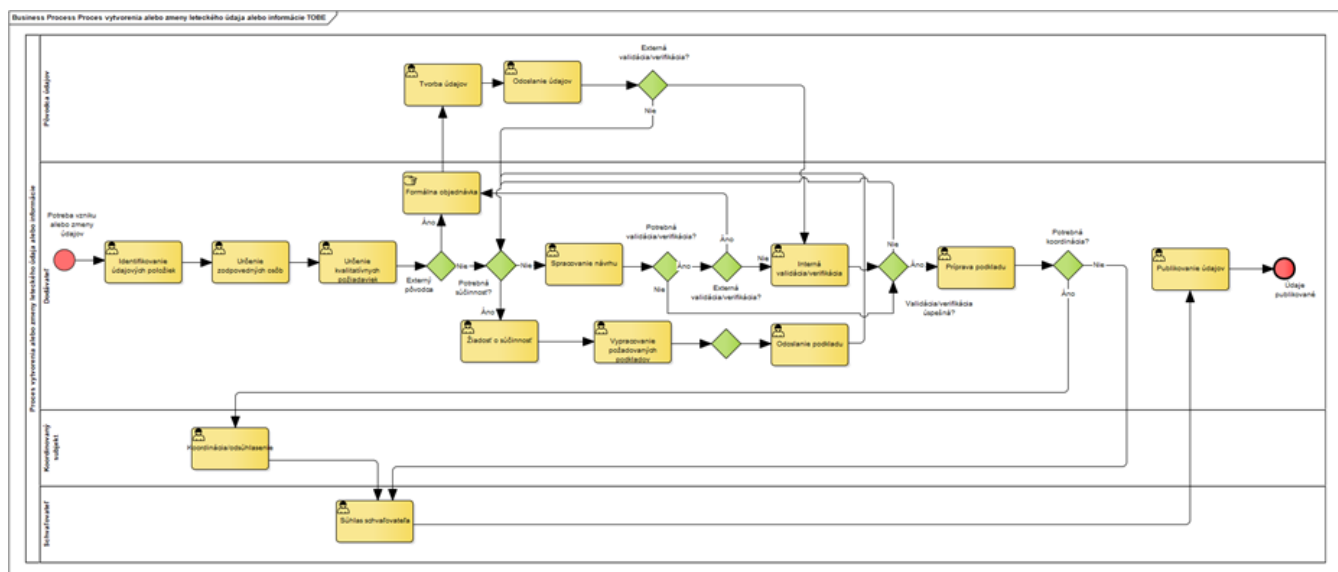 Business Process Proces vytvorenia alebo zmeny leteckého údaja alebo informácie TOBE
Proces vytvorenia alebo zmeny leteckého údaja alebo informácie
Pôvodca údajov
Tvorba údajov
Odoslanie údajov
Externá
validácia/verifikácia?
Nie
Dodávateľ
Potreba vzniku
alebo zmeny
údajov
Identifikovanie
údajových položiek
Určenie
zodpovedných osôb
Určenie
kvalitatívnych
požiadaviek
Formálna objednávka
Áno
Externý
pôvodca
Nie
Potrebná
súčinnosť?
Nie
Áno
Spracovanie návrhu
Potrebná
validácia/verifikácia?
Áno
Nie
Áno
Nie
Externá
validácia/verifikácia?
Interná
validácia/verifikácia
Nie
Áno
Validácia/verifikácia
úspešná?
Príprava podkladu
Potrebná
koordinácia?
Nie
Áno
Publikovanie údajov
Údaje
publikované
Žiadosť o súčinnosť
Vypracovanie
požadovaných
podkladov
Odoslanie podkladu
Koordinovaný
subjekt
Koordinácia/odsúhlasenie
Schvaľovateľ
Súhlas schvaľovateľa